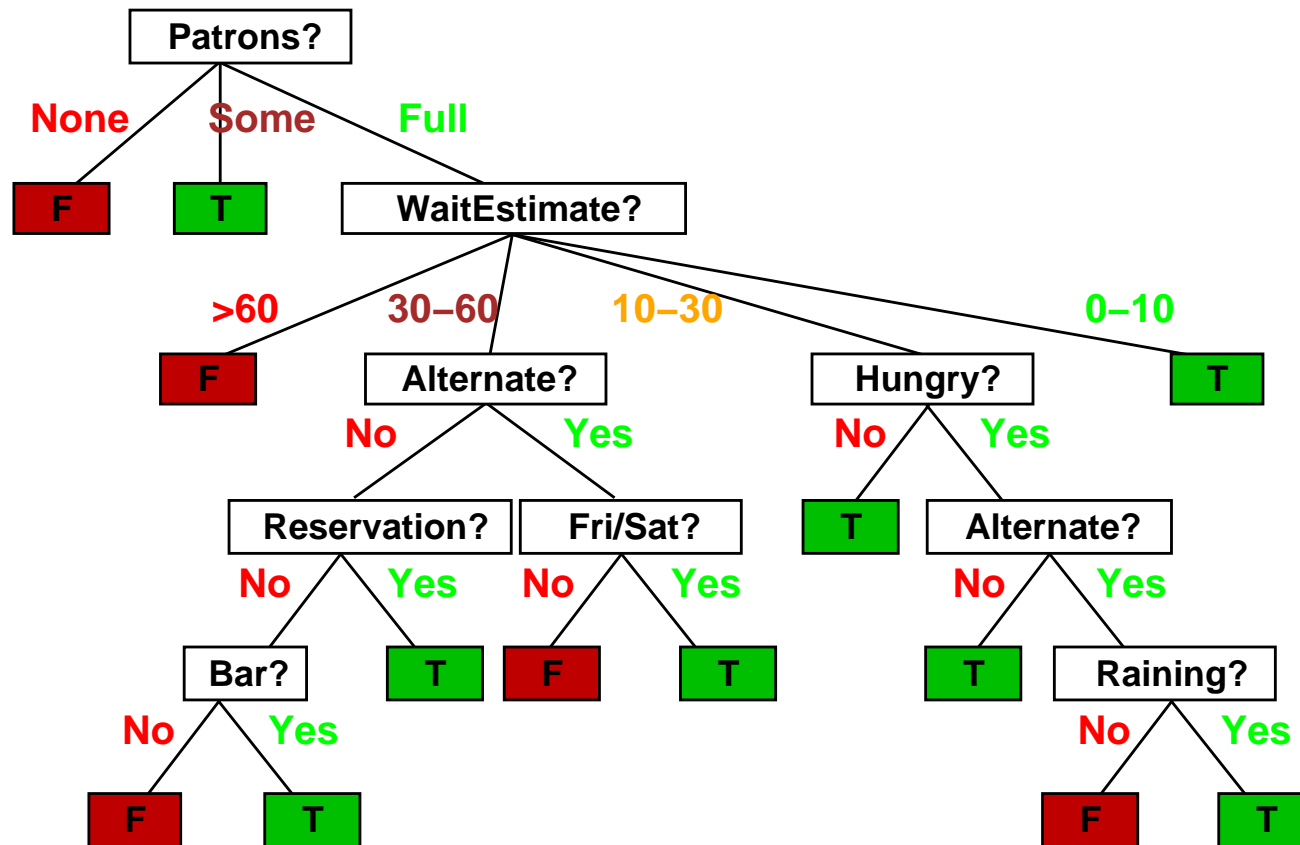 Patrons?
None Some Full
F T WaitEstimate?
>60 30–60 10–30 0–10
F Alternate? Hungry? T
No Yes No Yes
Reservation? Fri/Sat? T Alternate?
No Yes No Yes No Yes
Bar? T F T T Raining?
No Yes No Yes
F T F T